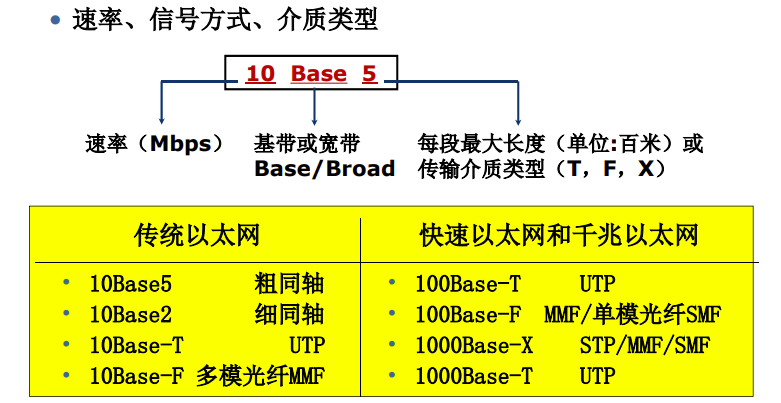 • 速率、信号方式、介质类型
10 Base 5
速率（Mbps） 基带或宽带 每段最大长度（单位:百米）或
Base/Broad 传输介质类型（T，F，X）
传统以太网 快速以太网和千兆以太网
• 10Base5 粗同轴 • 100Base-T UTP
• 10Base2 细同轴 • 100Base-F MMF/单模光纤SMF
• 10Base-T UTP • 1000Base-X STP/MMF/SMF
• 10Base-F 多模光纤MMF • 1000Base-T UTP